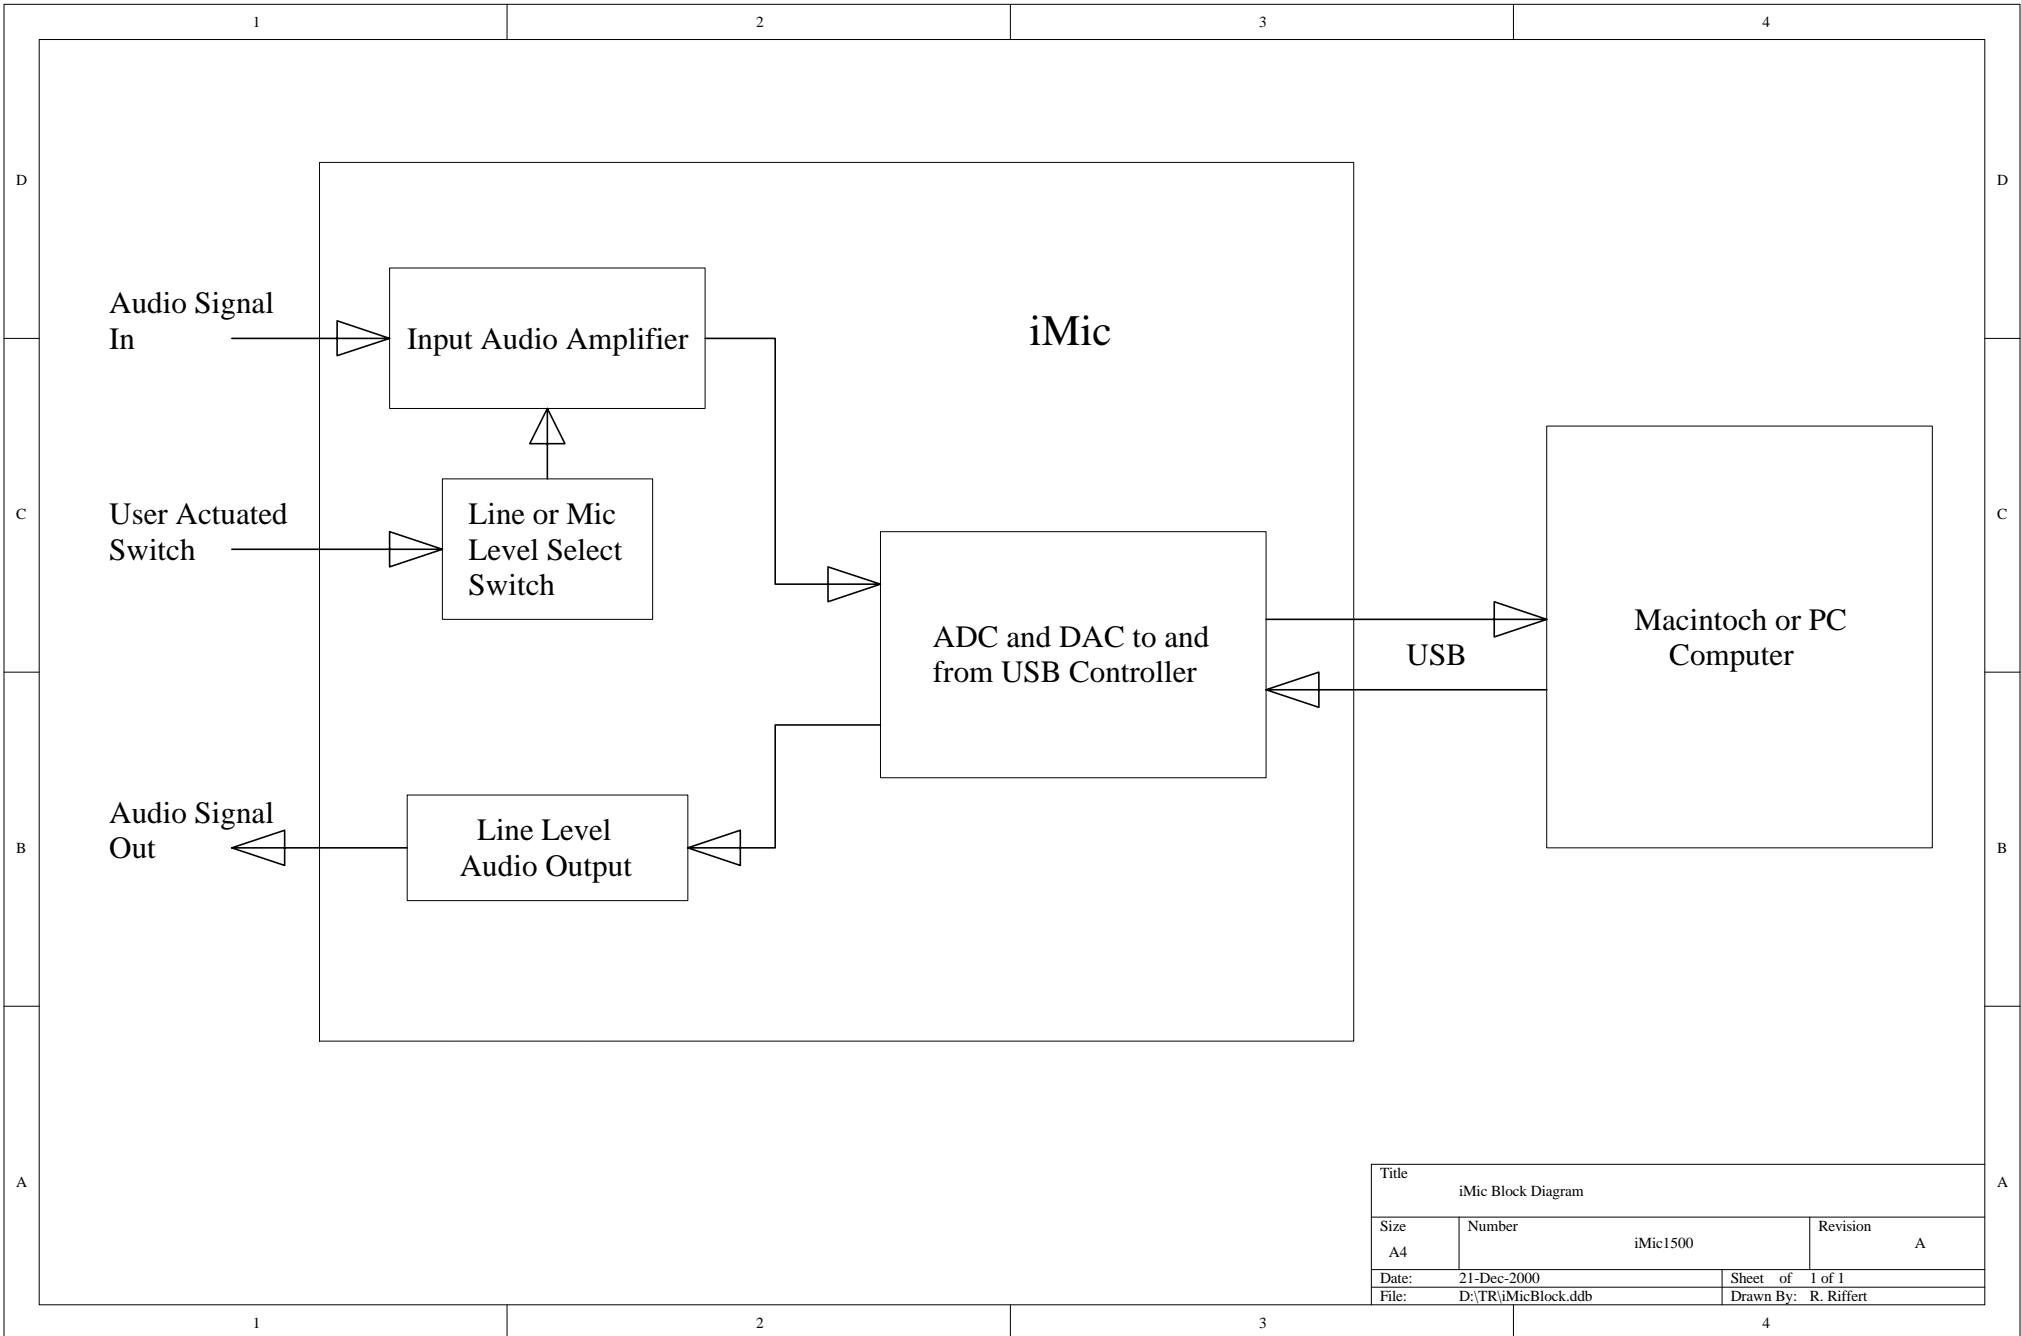 1 2 3 4
D D
Audio Signal
In
Input Audio Amplifier
iMic
C C
User Actuated
Switch
Line or Mic
Level Select
Switch
ADC and DAC to and
from USB Controller
USB
Macintoch or PC
Computer
B B
Audio Signal
Out
Line Level
Audio Output
A A
Title
iMic Block Diagram
Size Number Revision
A4 iMic1500 A
Date: 21-Dec-2000 Sheet of 1 of 1
File: D:\TR\iMicBlock.ddb Drawn By: R. Riffert
1 2 3 4